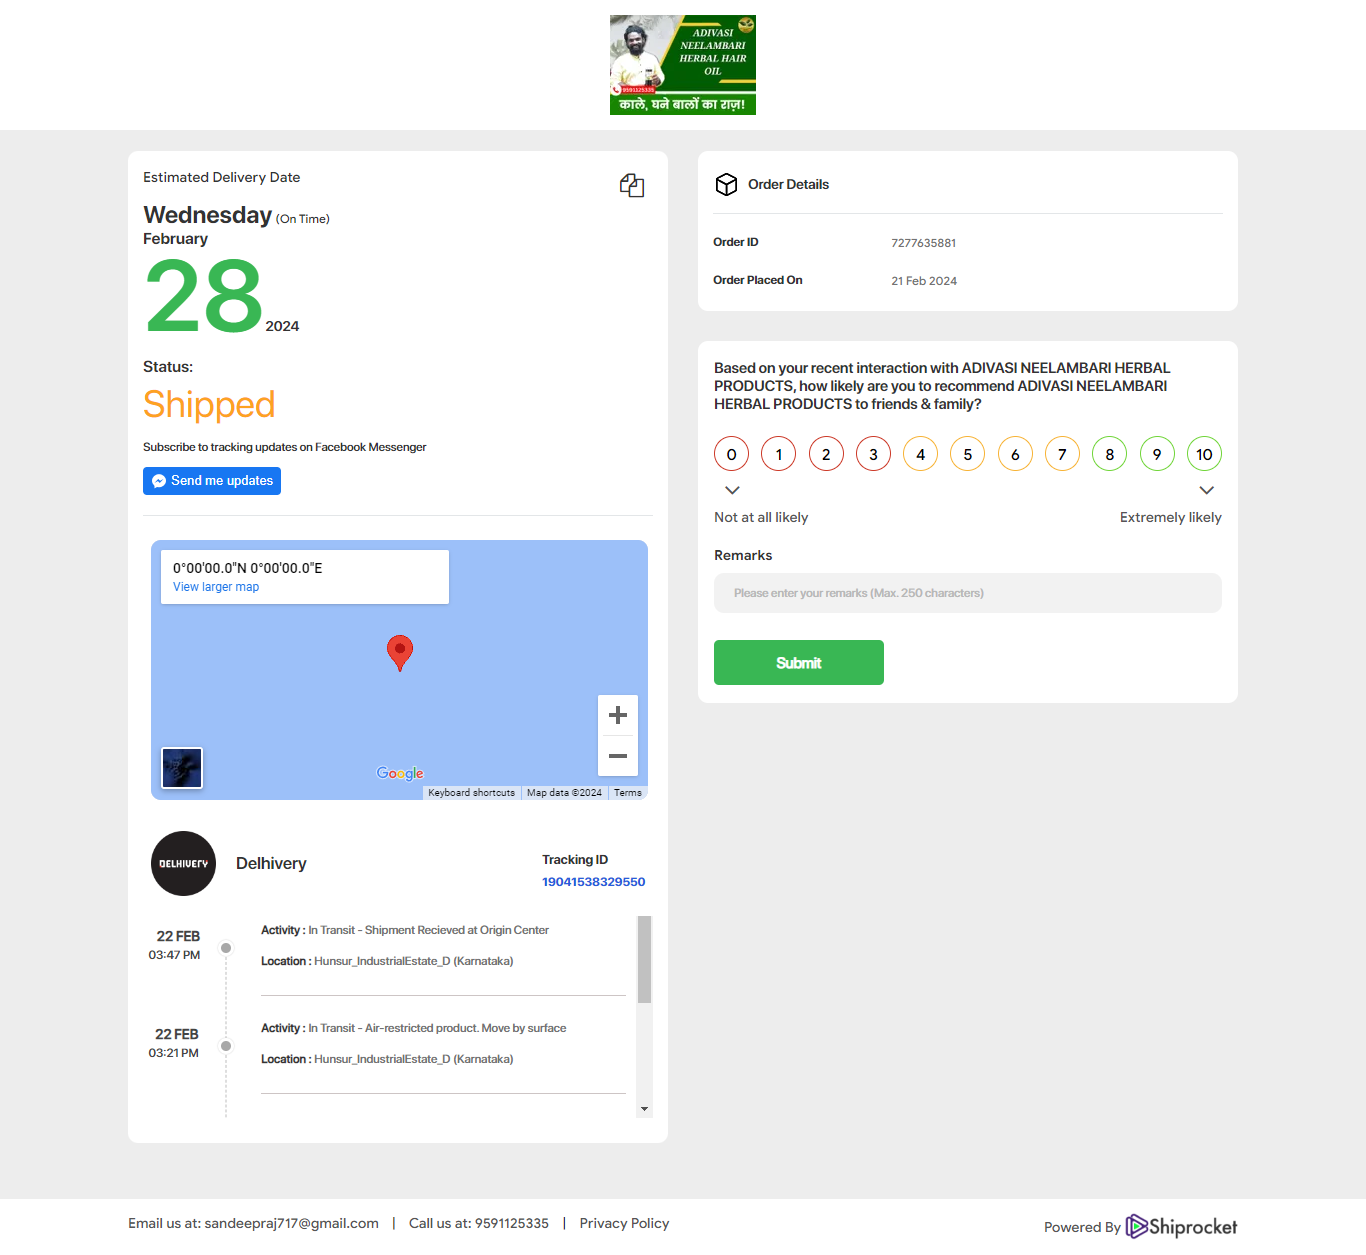 ADIVASI
NEELAMBARI
HERBAL HAIR
OIL
9591125335
काले, घने बालों का राज़!
Estimated Delivery Date
Wednesday (On Time)
February
28 2024
Status:
Shipped
Subscribe to tracking updates on Facebook Messenger
Send me updates
0°00'00.0"N 0°00'00.0"E
View larger map
Google
Keyboard shortcuts
Map data ©2024
Terms
DELHIVERY
Delhivery
Tracking ID
19041538329550
22 FEB
03:47 PM
Activity : In Transit - Shipment Recieved at Origin Center
Location : Hunsur_IndustrialEstate_D (Karnataka)
22 FEB
03:21 PM
Activity : In Transit - Air-restricted product. Move by surface
Location : Hunsur_IndustrialEstate_D (Karnataka)
Order Details
Order ID 7277635881
Order Placed On 21 Feb 2024
Based on your recent interaction with ADIVASI NEELAMBARI HERBAL
PRODUCTS, how likely are you to recommend ADIVASI NEELAMBARI
HERBAL PRODUCTS to friends & family?
0 1 2 3 4 5 6 7 8 9 10
Not at all likely Extremely likely
Remarks
Please enter your remarks (Max. 250 characters)
Submit
Email us at: sandeepraj717@gmail.com | Call us at: 9591125335 | Privacy Policy
Powered By Shiprocket